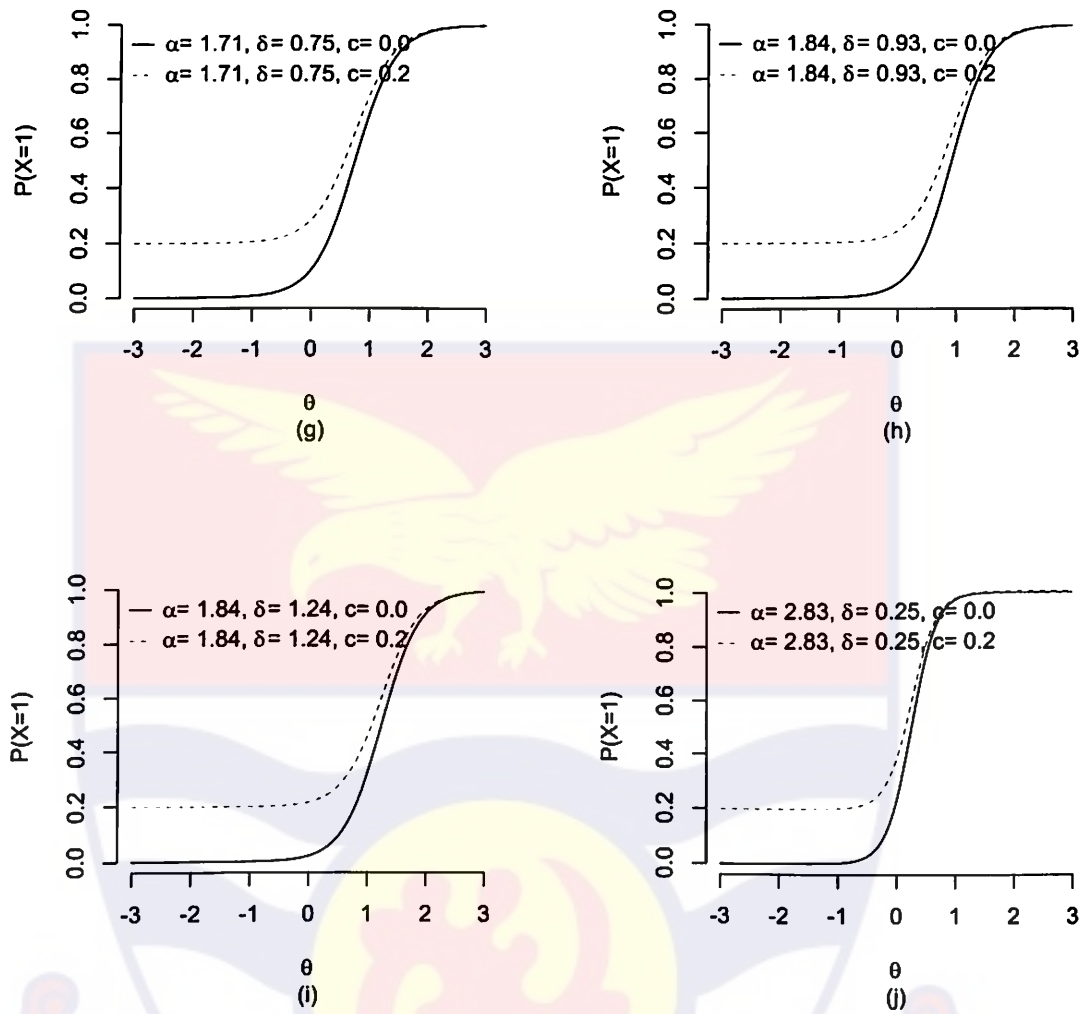 α= 1.71, δ= 0.75, c= 0.0
α= 1.71, δ= 0.75, c= 0.2
P(X=1)
0.0 0.2 0.4 0.6 0.8 1.0
-3 -2 -1 0 1 2 3
θ
(g)
α= 1.84, δ= 0.93, c= 0.0
α= 1.84, δ= 0.93, c= 0.2
P(X=1)
0.0 0.2 0.4 0.6 0.8 1.0
-3 -2 -1 0 1 2 3
θ
(h)
α= 1.84, δ= 1.24, c= 0.0
α= 1.84, δ= 1.24, c= 0.2
P(X=1)
0.0 0.2 0.4 0.6 0.8 1.0
-3 -2 -1 0 1 2 3
θ
(i)
α= 2.83, δ= 0.25, c= 0.0
α= 2.83, δ= 0.25, c= 0.2
P(X=1)
0.0 0.2 0.4 0.6 0.8 1.0
-3 -2 -1 0 1 2 3
θ
(j)